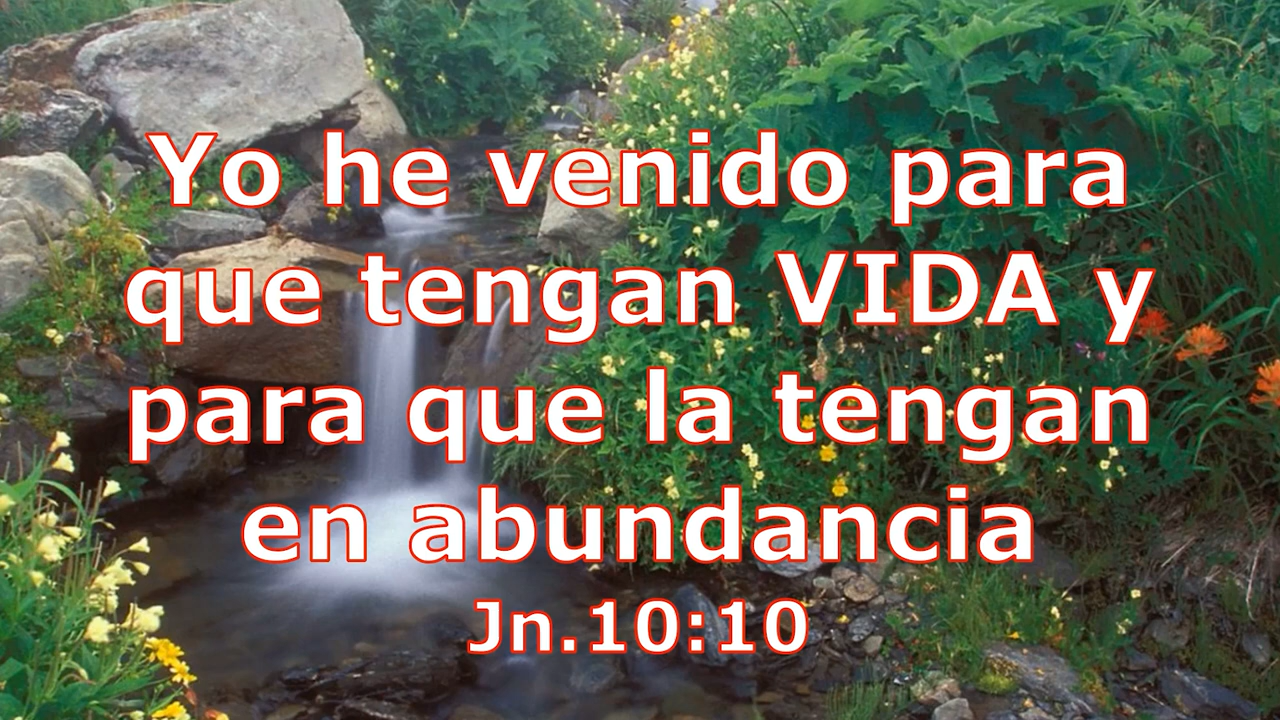 Yo he venido para
que tengan VIDA y
para que la tengan
en abundancia
Jn.10:10